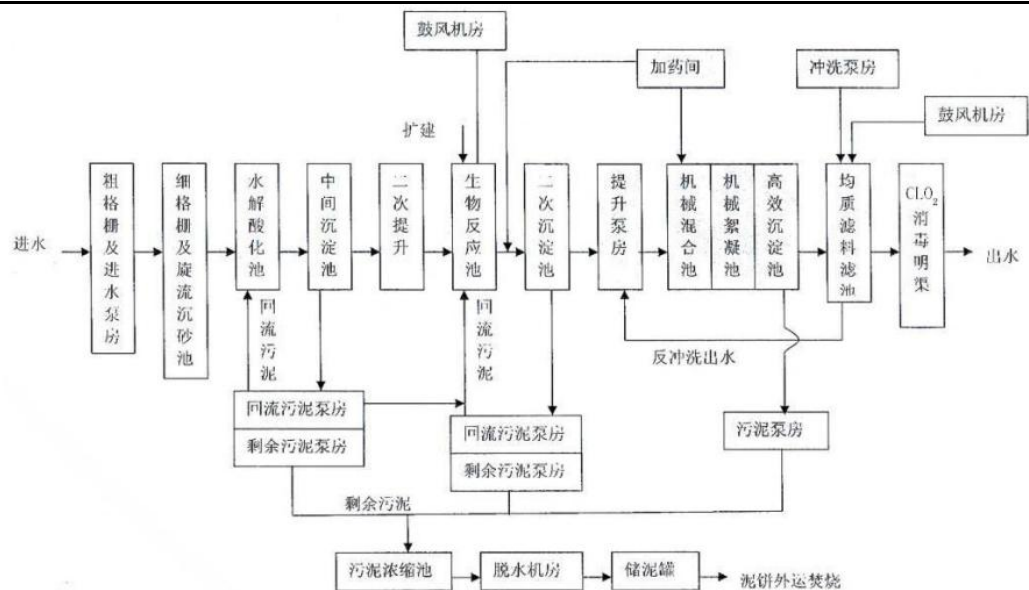 鼓风机房
加药间
冲洗泵房
鼓风机房
扩建
进水
粗格栅及进水泵房
细格栅及旋流沉砂池
水解酸化池
中间沉淀池
二次提升
生物反应池
二次沉淀池
提升泵房
机械混合池
机械絮凝池
高效沉淀池
均质滤料滤池
CLO₂消毒明渠
出水
回流污泥
回流污泥
反冲洗出水
回流污泥泵房
剩余污泥泵房
回流污泥泵房
剩余污泥泵房
污泥泵房
剩余污泥
污泥浓缩池
脱水机房
储泥罐
泥饼外运焚烧